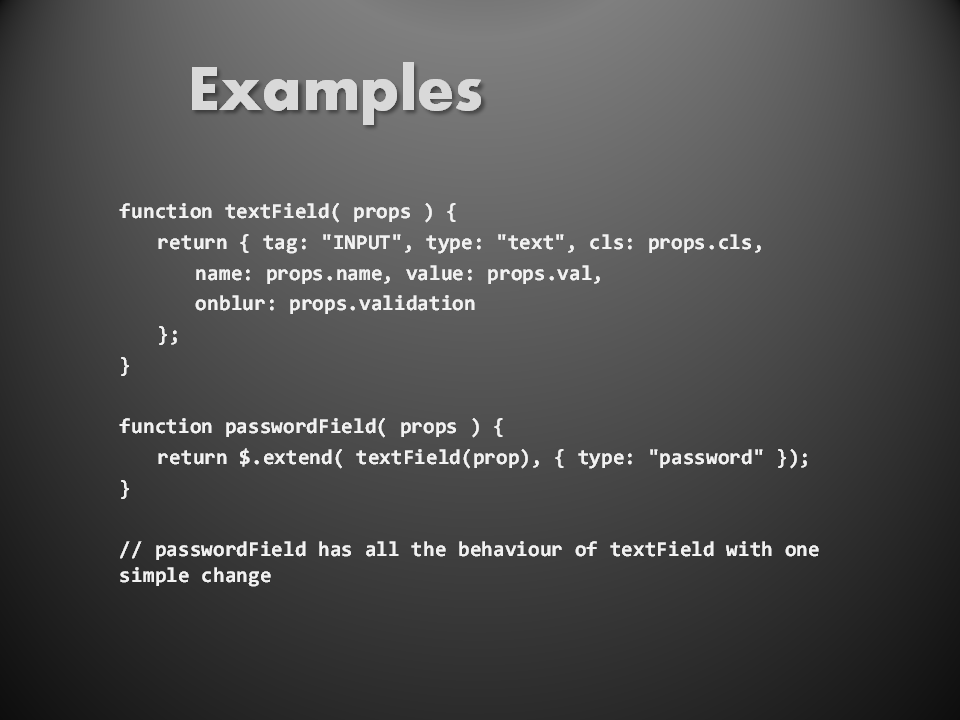 Examples
function textField( props ) {
return { tag: "INPUT", type: "text", cls: props.cls,
name: props.name, value: props.val,
onblur: props.validation
};
}
function passwordField( props ) {
return $.extend( textField(prop), { type: "password" });
}
// passwordField has all the behaviour of textField with one
simple change